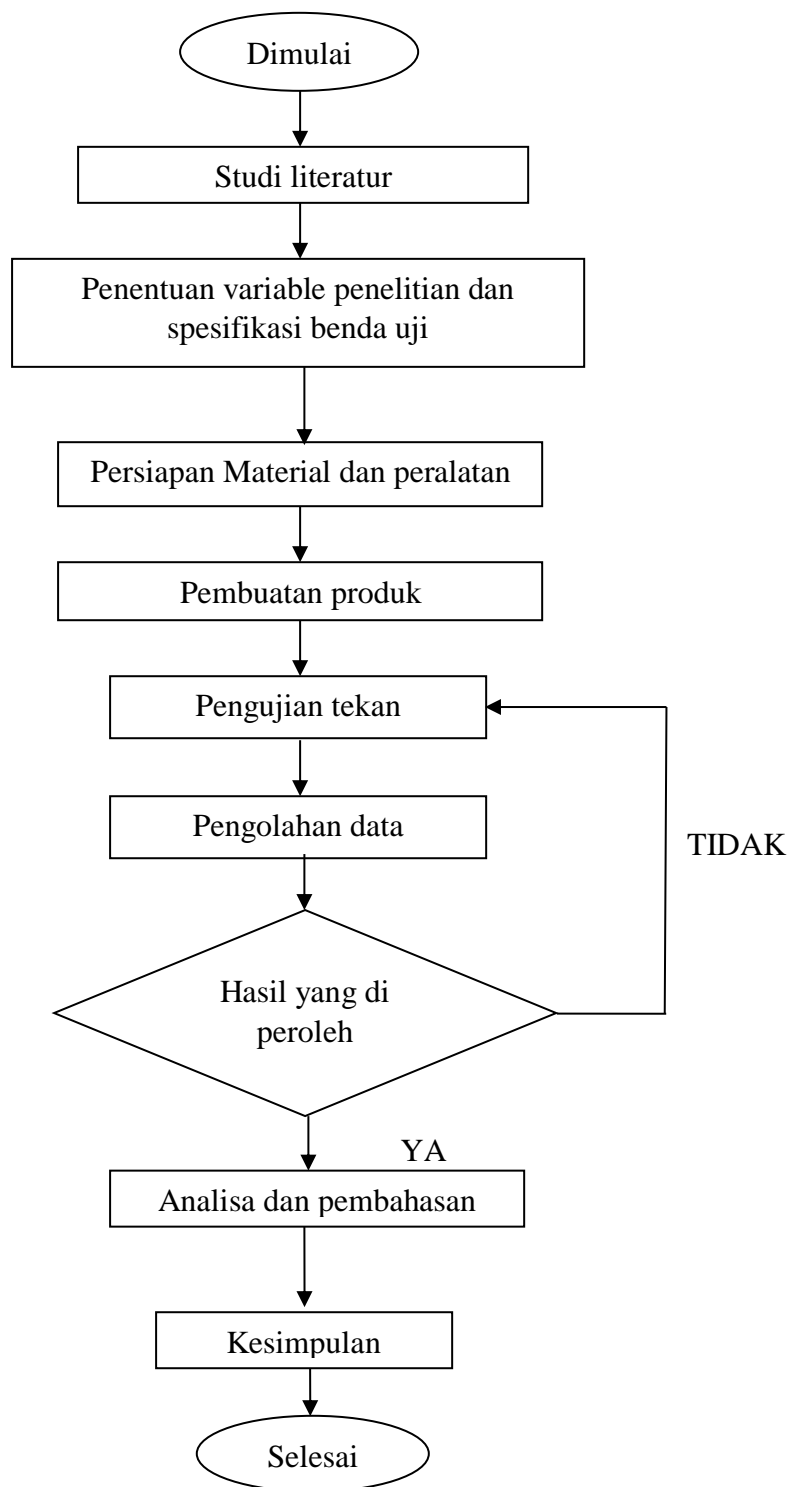 Dimulai
Studi literatur
Penentuan variable penelitian dan
spesifikasi benda uji
Persiapan Material dan peralatan
Pembuatan produk
Pengujian tekan
Pengolahan data
TIDAK
Hasil yang di
peroleh
YA
Analisa dan pembahasan
Kesimpulan
Selesai